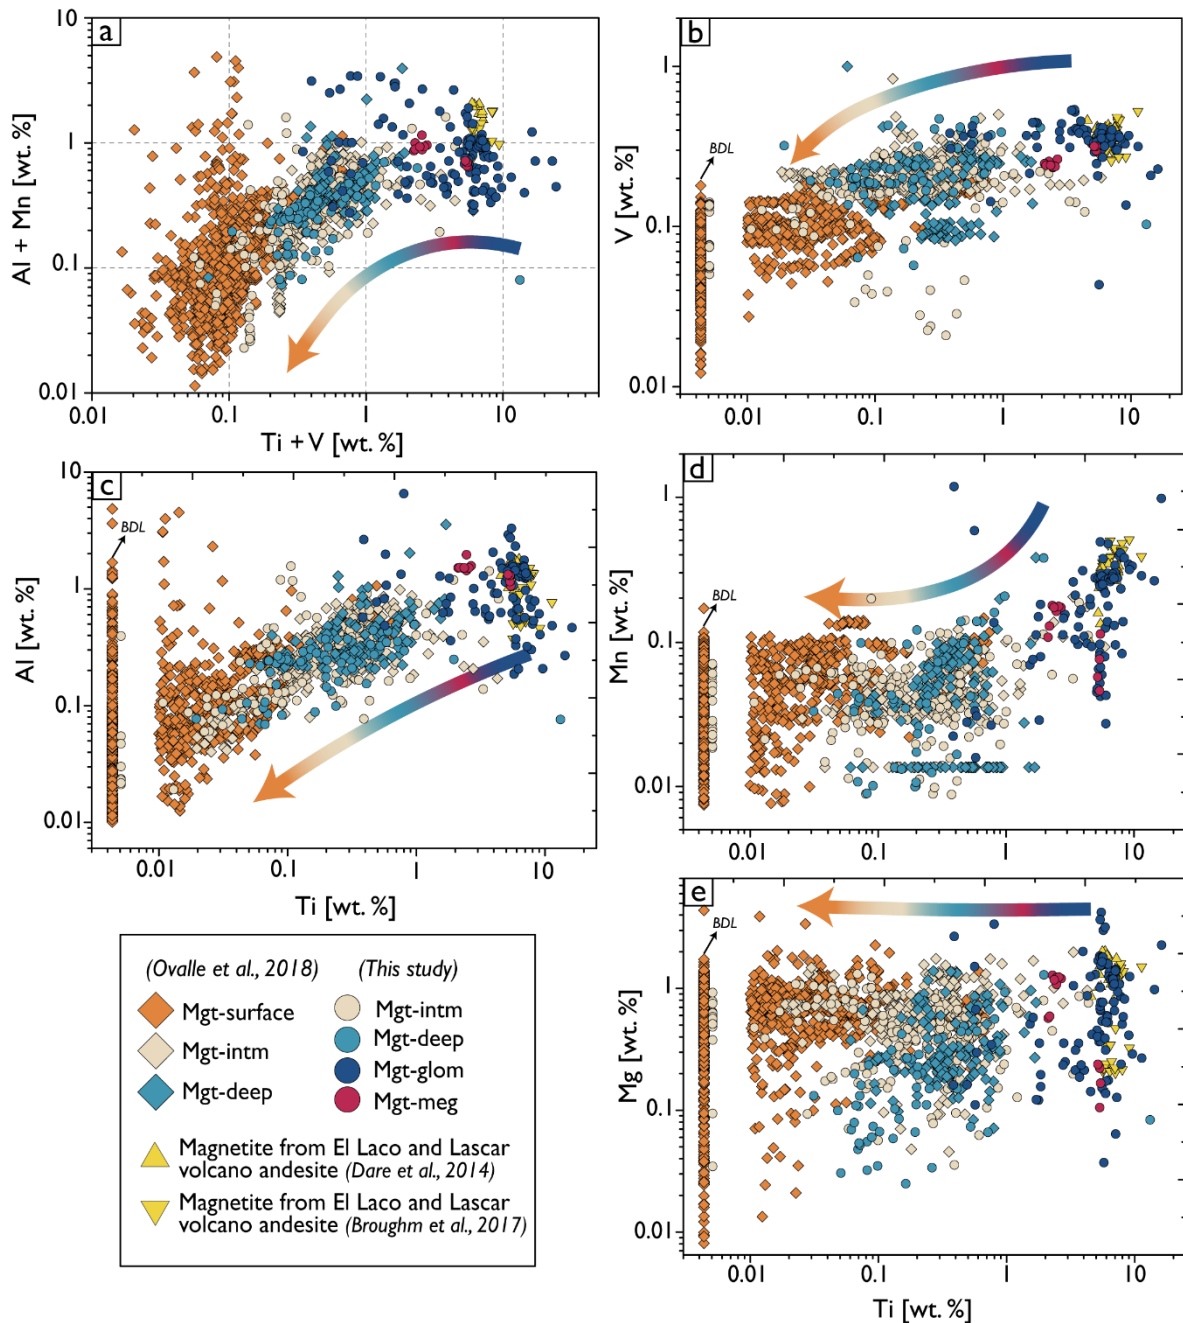 a
10
1
0.1
0.01
Al + Mn [wt. %]
0.01
0.1
1
10
Ti + V [wt. %]
b
1
0.1
0.01
V [wt. %]
BDL
0.01
0.1
1
10
c
10
1
0.1
0.01
Al [wt. %]
BDL
0.01
0.1
1
10
Ti [wt. %]
d
1
0.1
0.01
Mn [wt. %]
BDL
0.01
0.1
1
10
e
1
0.1
0.01
Mg [wt. %]
BDL
0.01
0.1
1
10
Ti [wt. %]
(Ovalle et al., 2018)
Mgt-surface
Mgt-intm
Mgt-deep
(This study)
Mgt-intm
Mgt-deep
Mgt-glom
Mgt-meg
Magnetite from El Laco and Lascar
volcano andesite (Dare et al., 2014)
Magnetite from El Laco and Lascar
volcano andesite (Broughm et al., 2017)